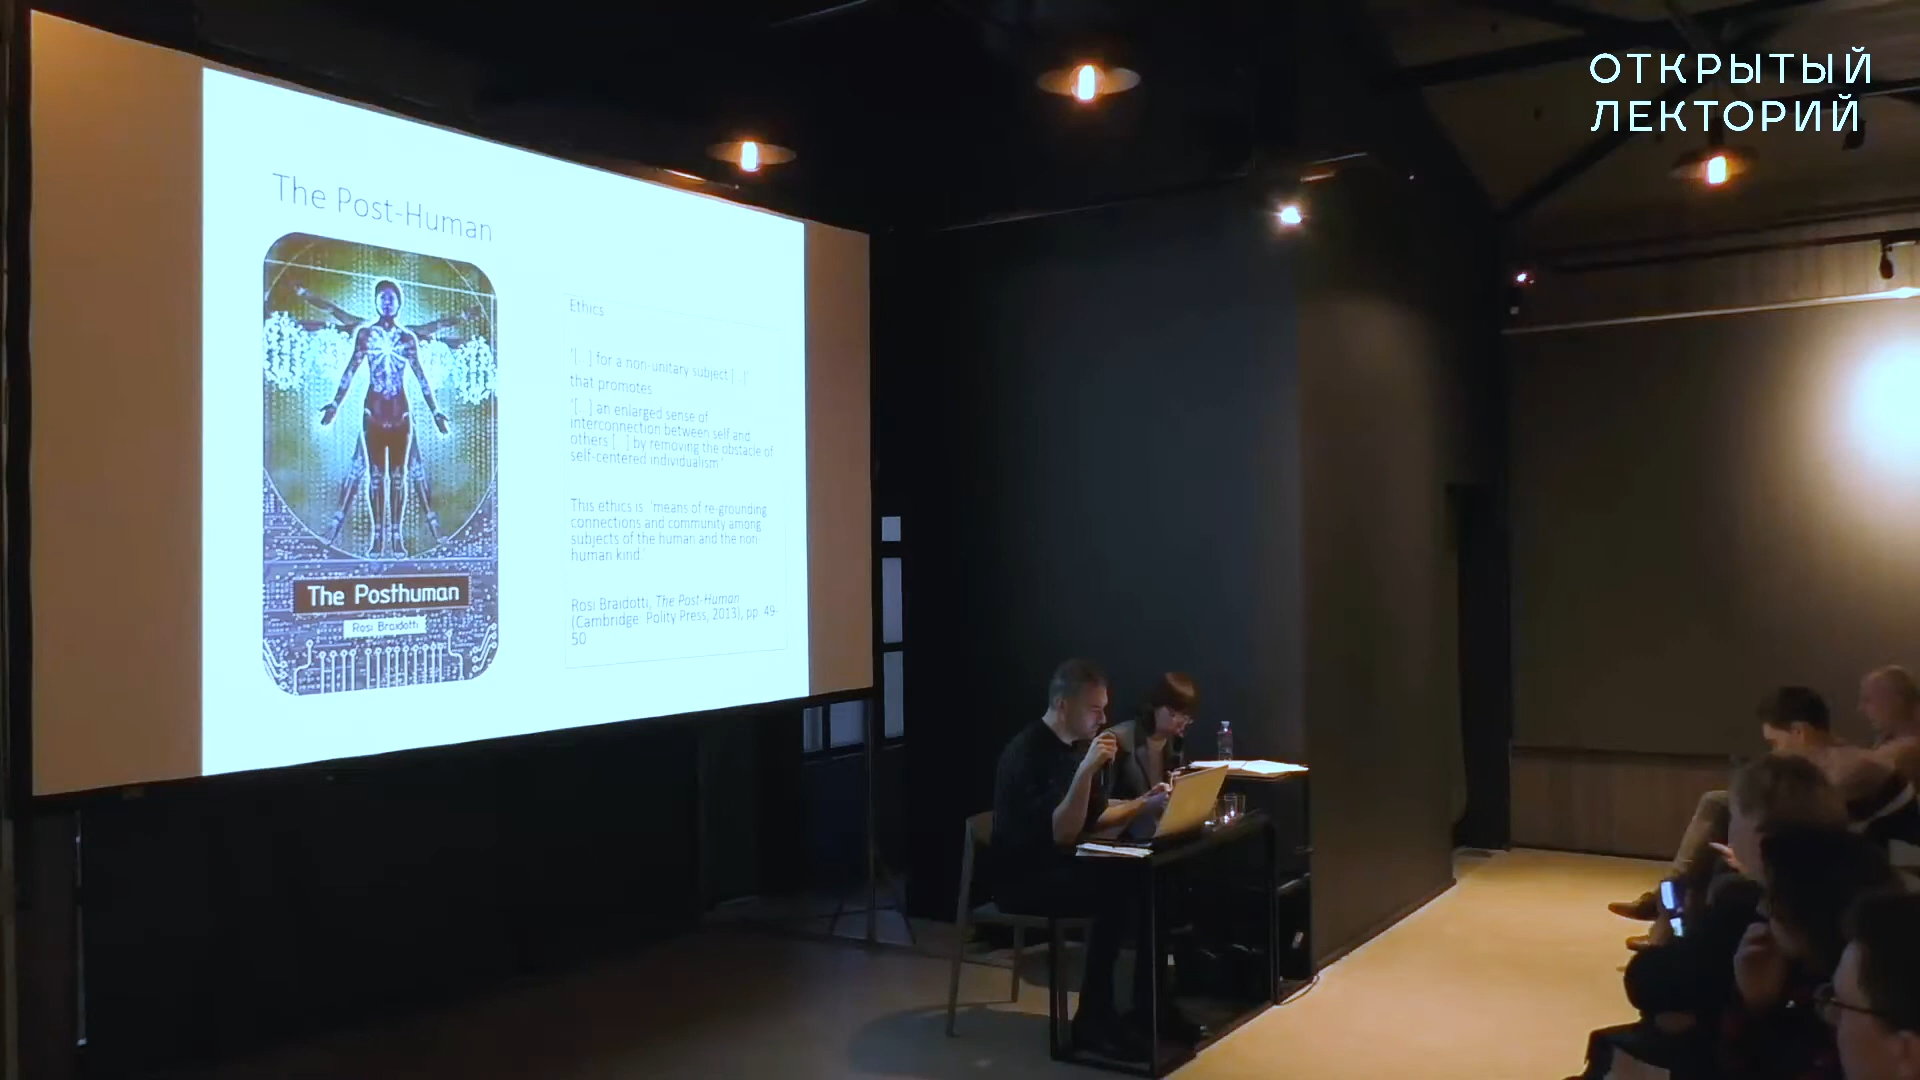 ОТКРЫТЫЙ
ЛЕКТОРИЙ
The Post-Human
The Posthuman
Rosi Braidotti
Ethics
'[...] for a non-unitary subject [...]'
that promotes
'[...] an enlarged sense of
interconnection between self and
others [...] by removing the obstacle of
self-centered individualism.'
This ethics is 'means of re-grounding
connections and community among
subjects of the human and the non
human kind.'
Rosi Braidotti, The Post-Human
(Cambridge: Polity Press, 2013), pp. 49-
50